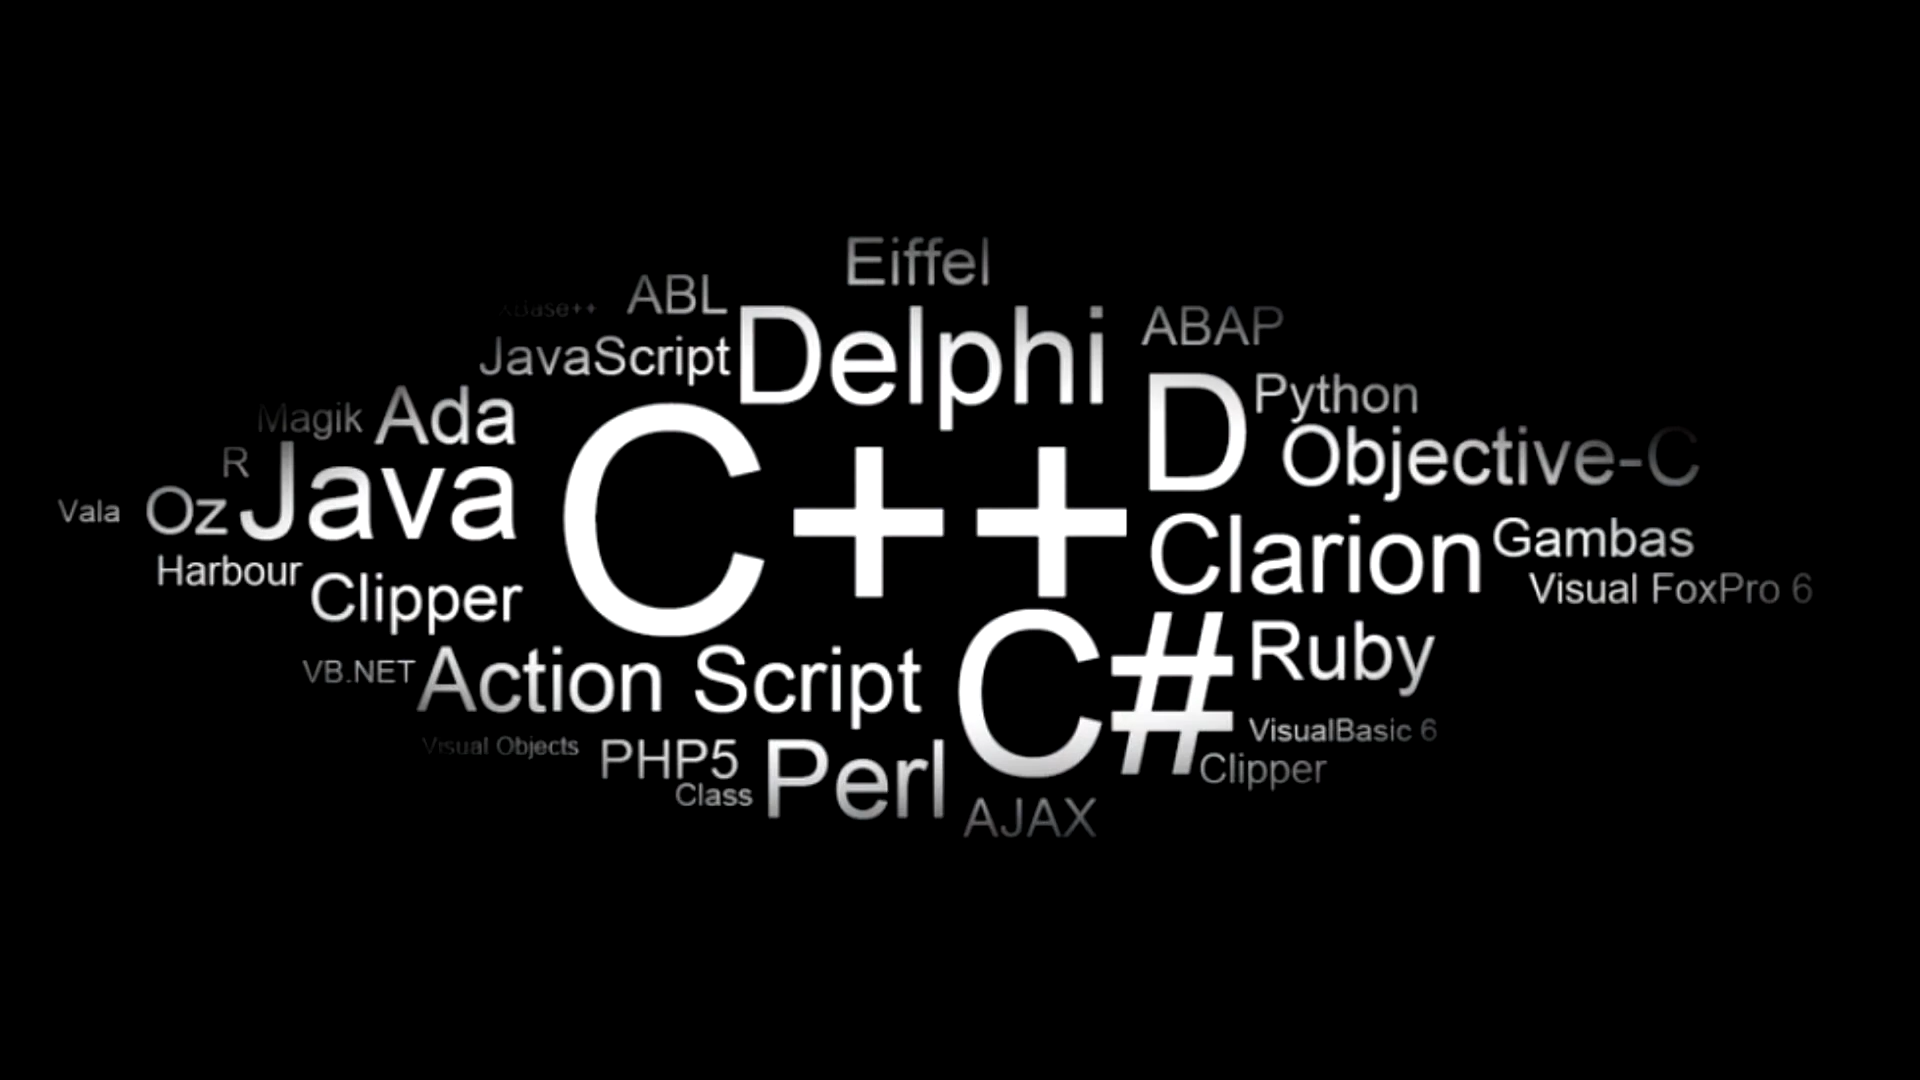 Eiffel
ABL
XBase++
Delphi
ABAP
JavaScript
Python
Magik
Ada
D
Objective-C
R
Java
C++
Vala
Oz
Clarion
Gambas
Harbour
Clipper
Visual FoxPro 6
VB.NET
Action Script
C#
Ruby
Visual Objects
PHP5
VisualBasic 6
Class
Perl
Clipper
AJAX